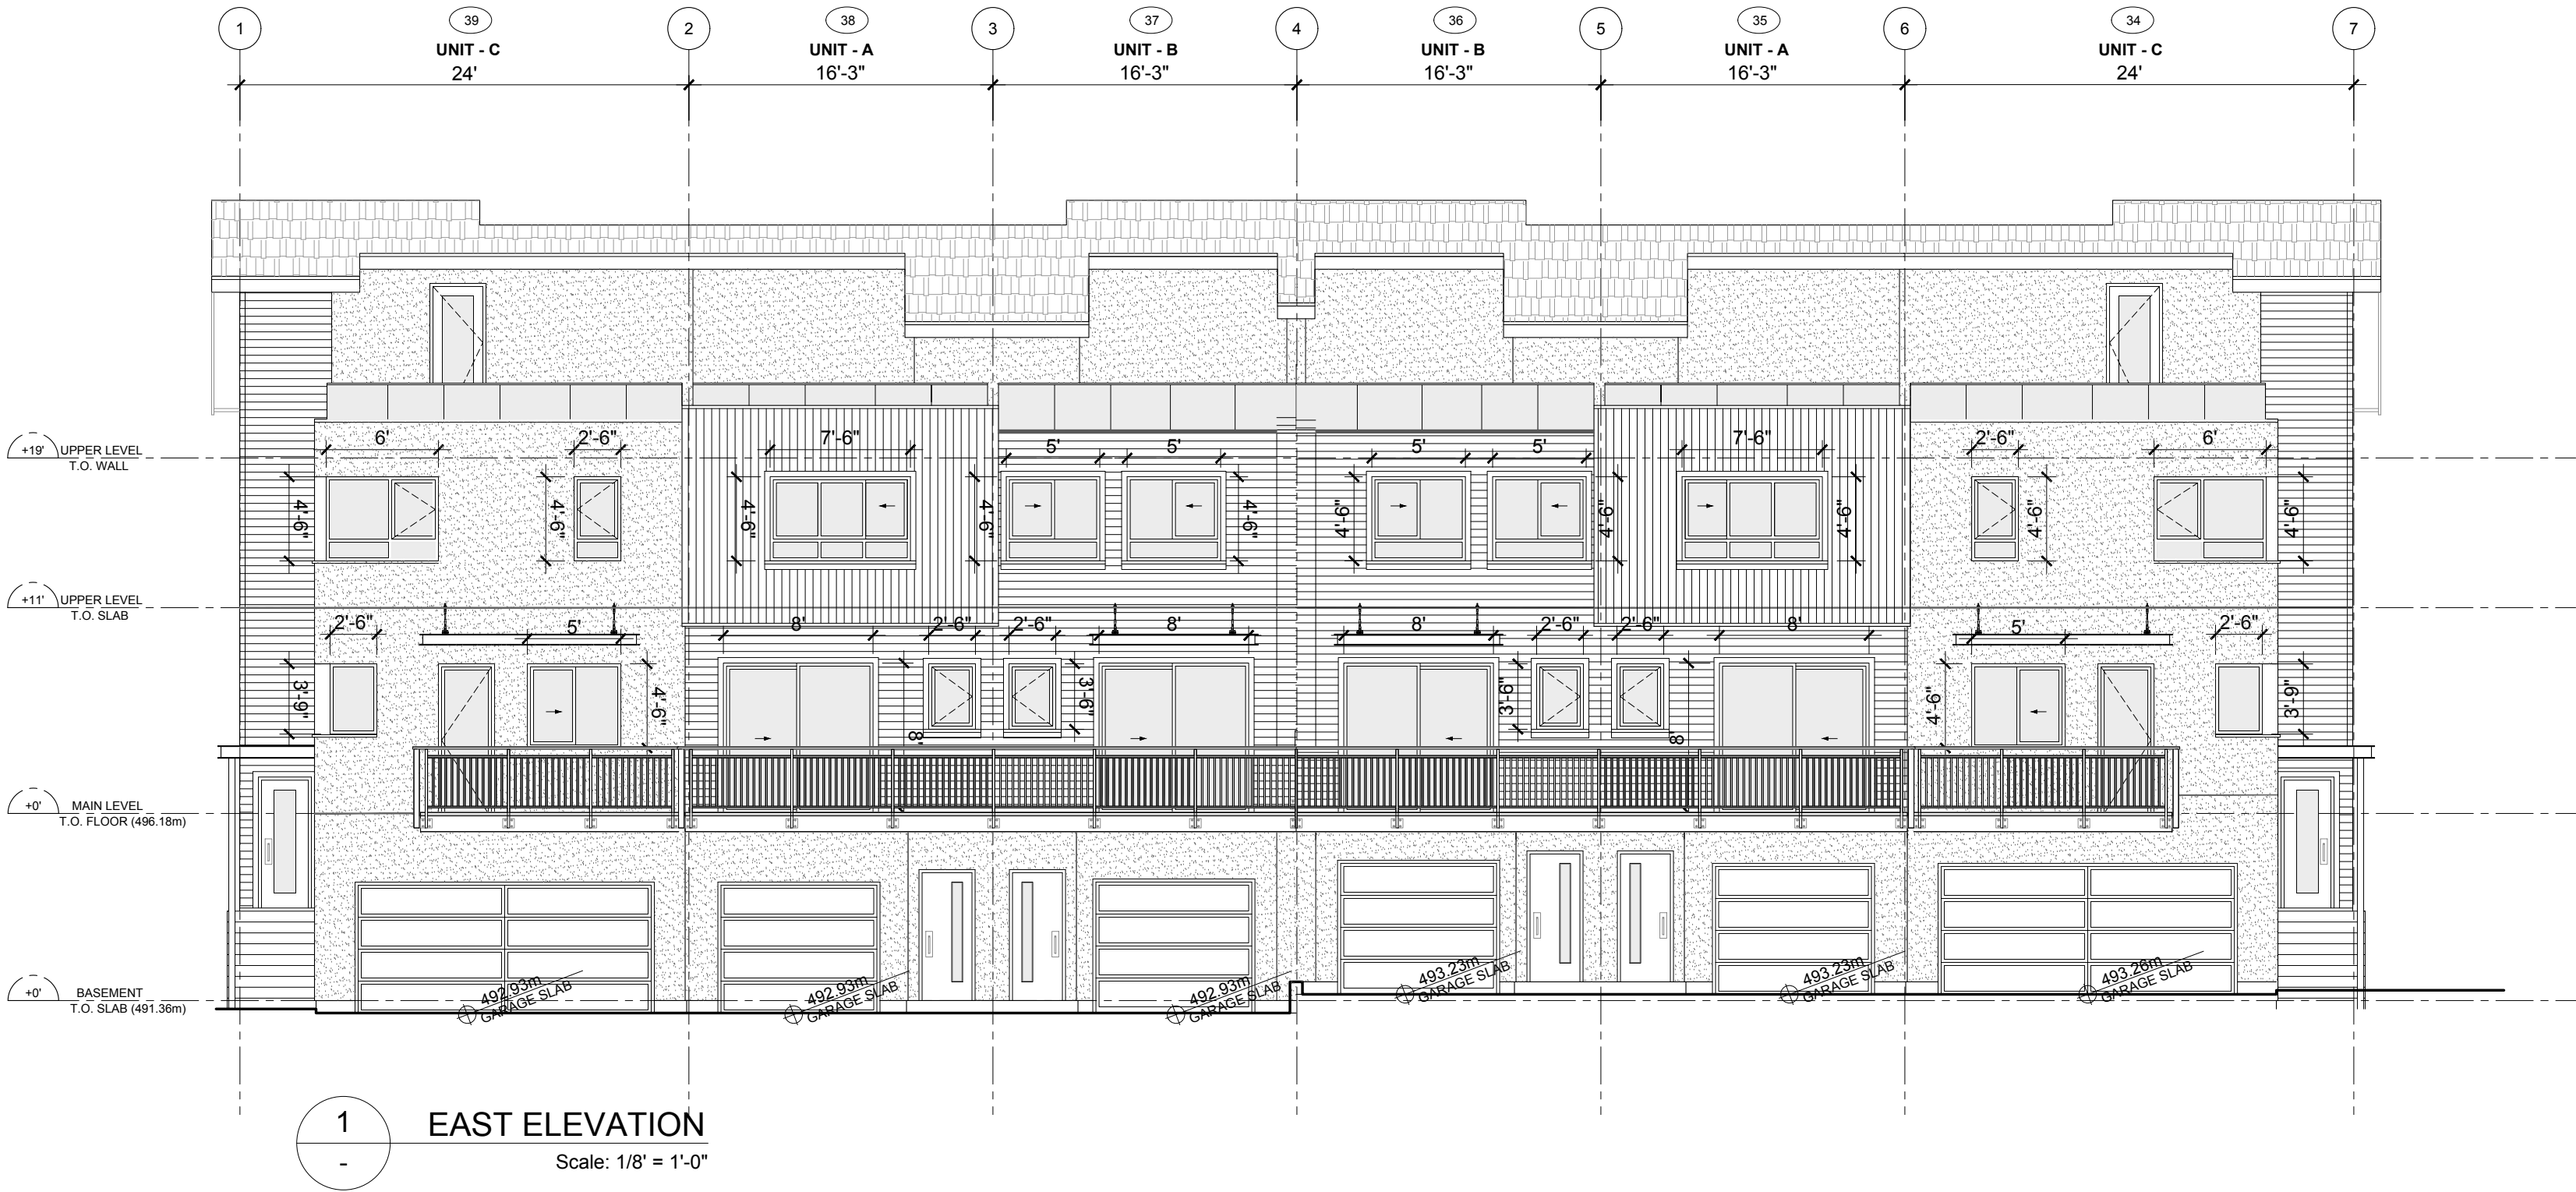 1
39
2
38
3
37
4
36
5
35
6
34
7
UNIT - C
UNIT - A
UNIT - B
UNIT - B
UNIT - A
UNIT - C
24'
16'-3"
16'-3"
16'-3"
16'-3"
24'
+19'
UPPER LEVEL
T.O. WALL
6'
2'-6"
7'-6"
5'
5'
5'
5'
7'-6"
2'-6"
6'
4'-6"
4'-6"
4'-6"
4'-6"
4'-6"
4'-6"
4'-6"
4'-6"
4'-6"
4'-6"
+11'
UPPER LEVEL
T.O. SLAB
2'-6"
5'
8'
2'-6"
2'-6"
8'
8'
2'-6"
2'-6"
8'
5'
2'-6"
3'-9"
4'-6"
8'
3'-6"
3'-6"
8'
4'-6"
3'-9"
+0'
MAIN LEVEL
T.O. FLOOR (496.18m)
+0'
BASEMENT
T.O. SLAB (491.36m)
492.93m
GARAGE SLAB
492.93m
GARAGE SLAB
492.93m
GARAGE SLAB
493.23m
GARAGE SLAB
493.23m
GARAGE SLAB
493.26m
GARAGE SLAB
1
-
EAST ELEVATION
Scale: 1/8' = 1'-0"